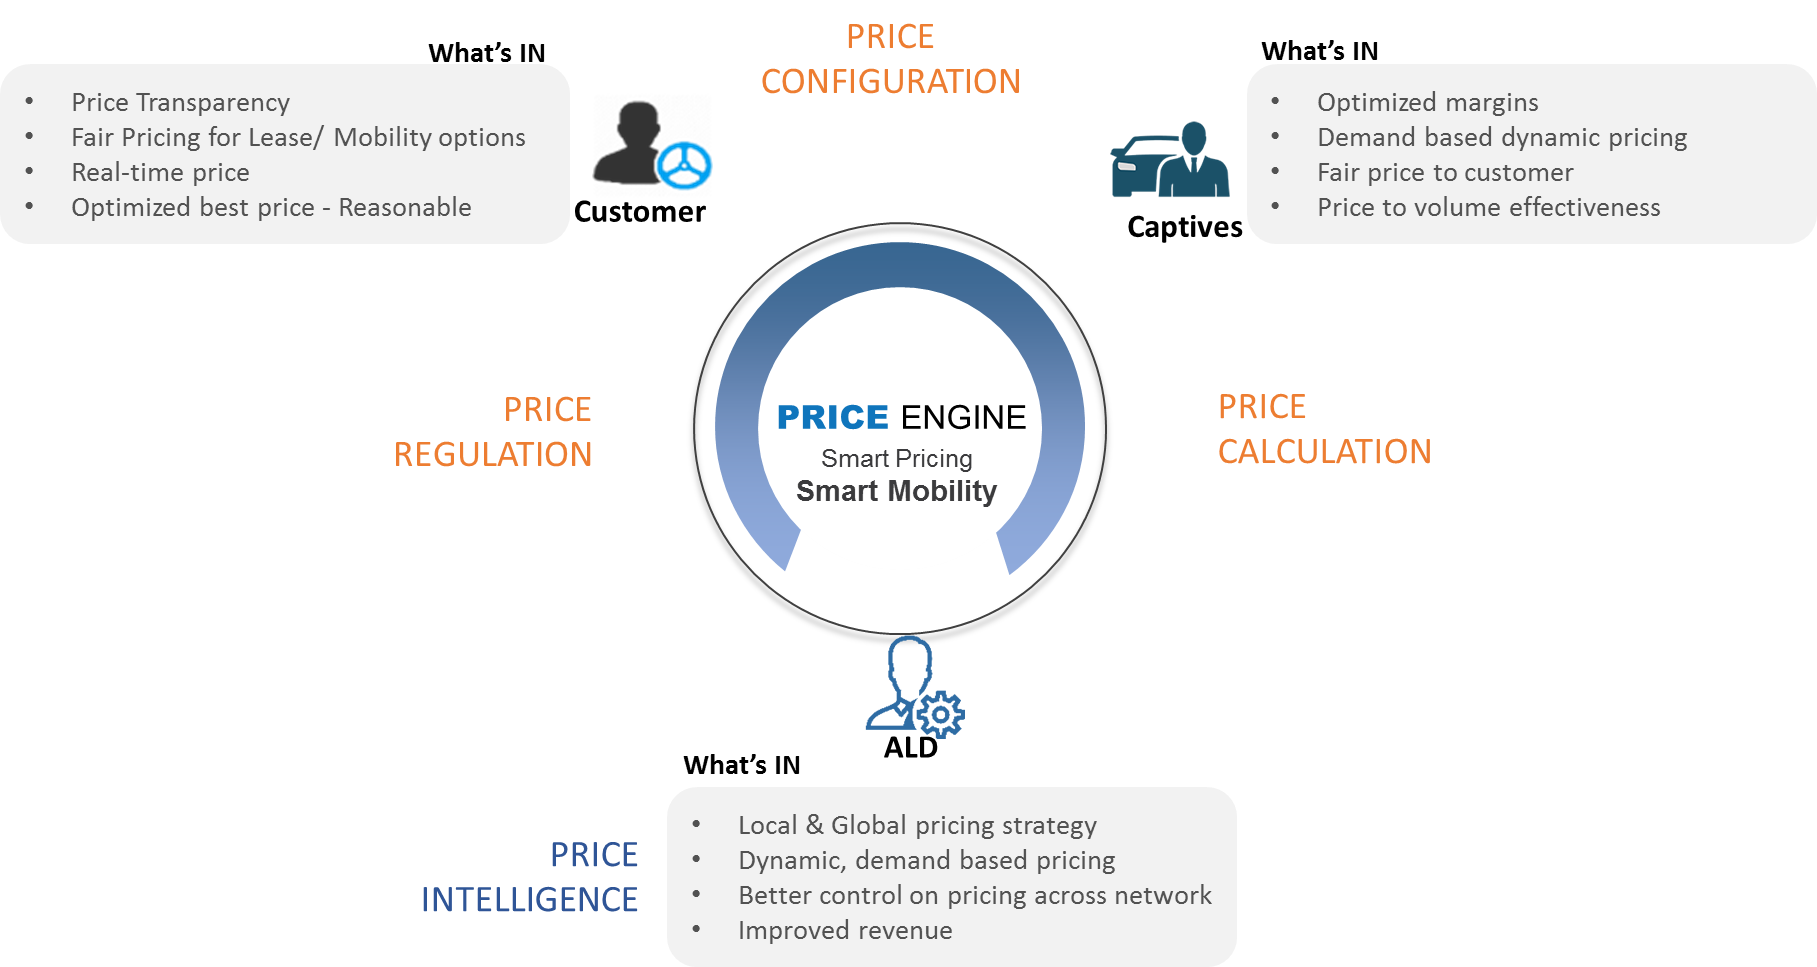 PRICE
CONFIGURATION
What's IN
• Price Transparency
• Fair Pricing for Lease/ Mobility options
• Real-time price
• Optimized best price - Reasonable
Customer
What's IN
• Optimized margins
• Demand based dynamic pricing
• Fair price to customer
• Price to volume effectiveness
Captives
PRICE
REGULATION
PRICE ENGINE
Smart Pricing
Smart Mobility
PRICE
CALCULATION
ALD
What's IN
• Local & Global pricing strategy
• Dynamic, demand based pricing
• Better control on pricing across network
• Improved revenue
PRICE
INTELLIGENCE